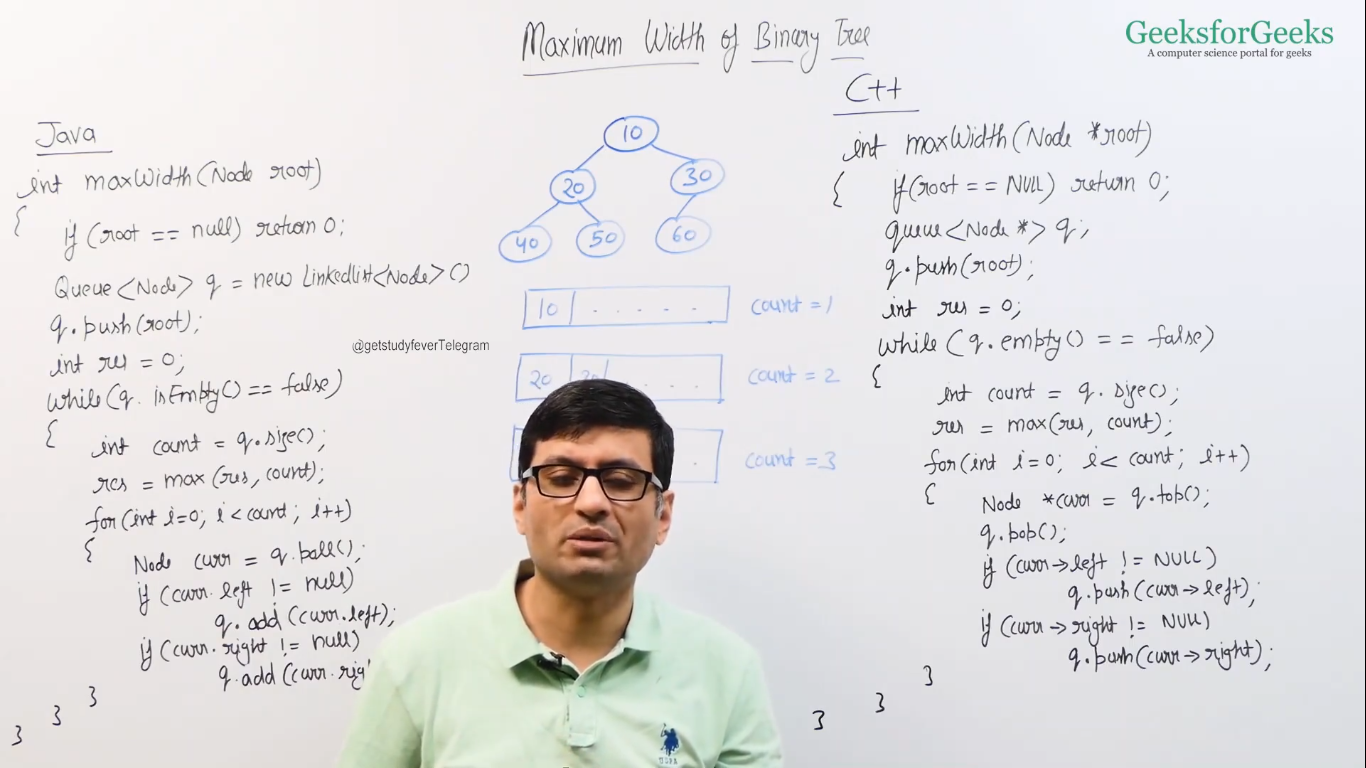 Maximum Width of Binary Tree
GeeksforGeeks
A computer science portal for geeks
Java
int maxWidth(Node root)
{
if (root == null) return 0;
Queue<Node> q = new LinkedList<Node>()
q.push(root);
int res = 0;
while(q. isEmpty() == false)
{
int count = q.size();
res = max(res, count);
for(int i=0; i<count; i++)
{
Node curr = q.poll();
if (curr.left != null)
q.add(curr.left);
if (curr.right != null)
q.add(curr.rig
}
}
}
10
20 30
40 50 60
10 . . . . . count = 1
20 . . . . count = 2
. count = 3
@getstudyfeverTelegram
C++
int maxWidth(Node *root)
{ if(root == NULL) return 0;
queue<Node *> q;
q.push(root);
int res = 0;
while(q.empty() == false)
{
int count = q.size();
res = max(res, count);
for(int i=0; i< count; i++)
{
Node *curr = q.top();
q.pop();
if (curr→left != NULL)
q.push(curr→left);
if (curr→right != NULL)
q.push(curr→right);
}
}
}